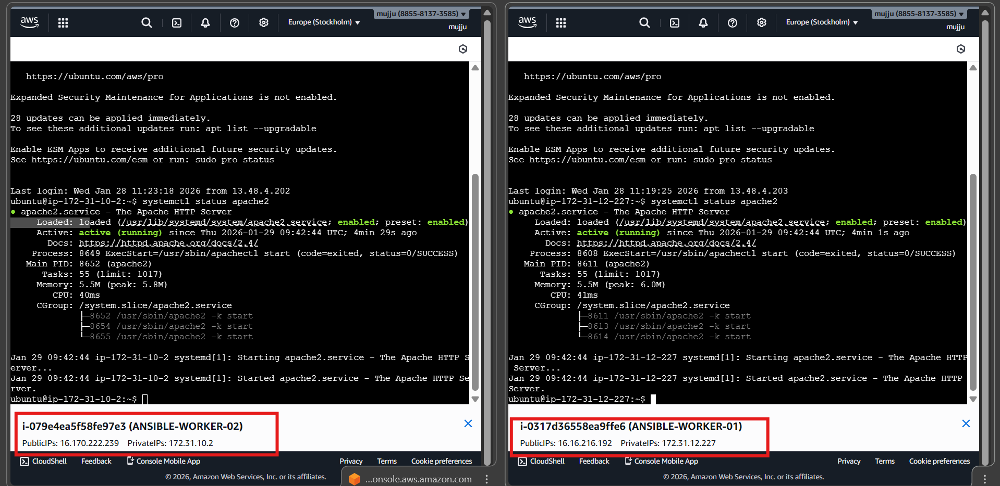 aws
Europe (Stockholm) ▼
mujju (8855-8137-3585) ▼
mujju
https://ubuntu.com/aws/pro
Expanded Security Maintenance for Applications is not enabled.
28 updates can be applied immediately.
To see these additional updates run: apt list --upgradable
Enable ESM Apps to receive additional future security updates.
See https://ubuntu.com/esm or run: sudo pro status
Last login: Wed Jan 28 11:23:18 2026 from 13.48.4.202
ubuntu@ip-172-31-10-2:~$ systemctl status apache2
● apache2.service - The Apache HTTP Server
Loaded: loaded (/usr/lib/systemd/system/apache2.service; enabled; preset: enabled)
Active: active (running) since Thu 2026-01-29 09:42:44 UTC; 4min 29s ago
Docs: https://httpd.apache.org/docs/2.4/
Process: 8649 ExecStart=/usr/sbin/apachectl start (code=exited, status=0/SUCCESS)
Main PID: 8652 (apache2)
Tasks: 55 (limit: 1017)
Memory: 5.5M (peak: 5.8M)
CPU: 40ms
CGroup: /system.slice/apache2.service
├─8652 /usr/sbin/apache2 -k start
├─8654 /usr/sbin/apache2 -k start
└─8655 /usr/sbin/apache2 -k start
Jan 29 09:42:44 ip-172-31-10-2 systemd[1]: Starting apache2.service - The Apache HTTP S
erver...
Jan 29 09:42:44 ip-172-31-10-2 systemd[1]: Started apache2.service - The Apache HTTP Se
rver.
ubuntu@ip-172-31-10-2:~$
i-079e4ea5f58fe97e3 (ANSIBLE-WORKER-02)
PublicIPs: 16.170.222.239 PrivateIPs: 172.31.10.2
CloudShell Feedback Console Mobile App Privacy Terms Cookie preferences
© 2026, Amazon Web Services, Inc. or its affiliates.
...onsole.aws.amazon.com
aws
Europe (Stockholm) ▼
mujju (8855-8137-3585) ▼
mujju
https://ubuntu.com/aws/pro
Expanded Security Maintenance for Applications is not enabled.
28 updates can be applied immediately.
To see these additional updates run: apt list --upgradable
Enable ESM Apps to receive additional future security updates.
See https://ubuntu.com/esm or run: sudo pro status
Last login: Wed Jan 28 11:19:25 2026 from 13.48.4.203
ubuntu@ip-172-31-12-227:~$ systemctl status apache2
● apache2.service - The Apache HTTP Server
Loaded: loaded (/usr/lib/systemd/system/apache2.service; enabled; preset: enabled)
Active: active (running) since Thu 2026-01-29 09:42:44 UTC; 4min 1s ago
Docs: https://httpd.apache.org/docs/2.4/
Process: 8608 ExecStart=/usr/sbin/apachectl start (code=exited, status=0/SUCCESS)
Main PID: 8611 (apache2)
Tasks: 55 (limit: 1017)
Memory: 5.5M (peak: 6.0M)
CPU: 41ms
CGroup: /system.slice/apache2.service
├─8611 /usr/sbin/apache2 -k start
├─8613 /usr/sbin/apache2 -k start
└─8614 /usr/sbin/apache2 -k start
Jan 29 09:42:44 ip-172-31-12-227 systemd[1]: Starting apache2.service - The Apache HTTP
Server...
Jan 29 09:42:44 ip-172-31-12-227 systemd[1]: Started apache2.service - The Apache HTTP
Server.
ubuntu@ip-172-31-12-227:~$
i-0317d36558ea9ffe6 (ANSIBLE-WORKER-01)
PublicIPs: 16.16.216.192 PrivateIPs: 172.31.12.227
CloudShell Feedback Console Mobile App Privacy Terms Cookie preferences
© 2026, Amazon Web Services, Inc. or its affiliates.